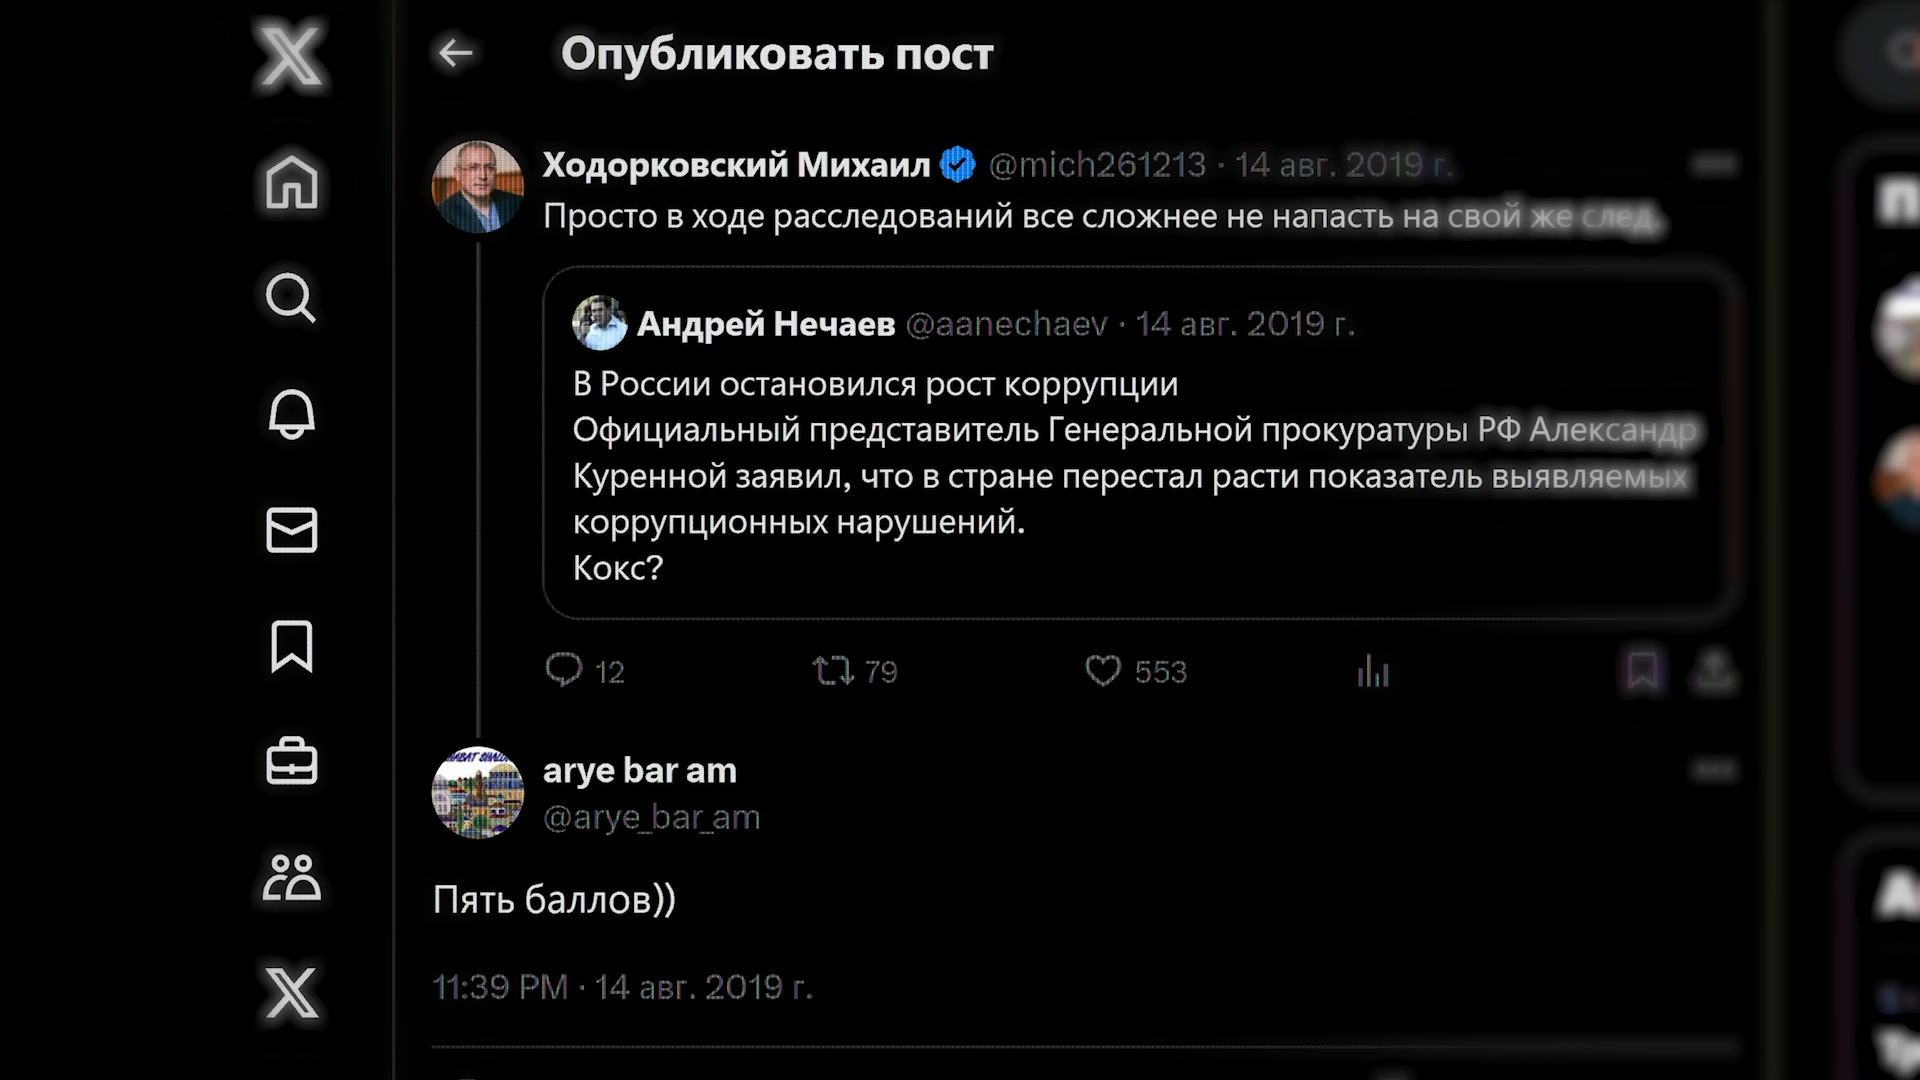 Опубликовать пост
Ходорковский Михаил @mich261213 · 14 авг. 2019 г.
Просто в ходе расследований все сложнее не напасть на свой же след.
Андрей Нечаев @aanechaev · 14 авг. 2019 г.
В России остановился рост коррупции
Официальный представитель Генеральной прокуратуры РФ Александр
Куренной заявил, что в стране перестал расти показатель выявляемых
коррупционных нарушений.
Кокс?
12 79 553
arye bar am
@arye_bar_am
Пять баллов))
11:39 PM · 14 авг. 2019 г.